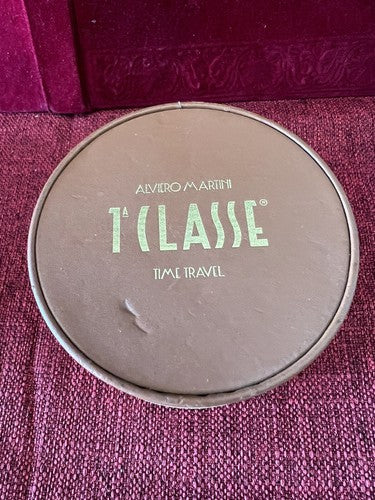 ALVIERO MARTINI
1ᴬ CLASSE®
TIME TRAVEL